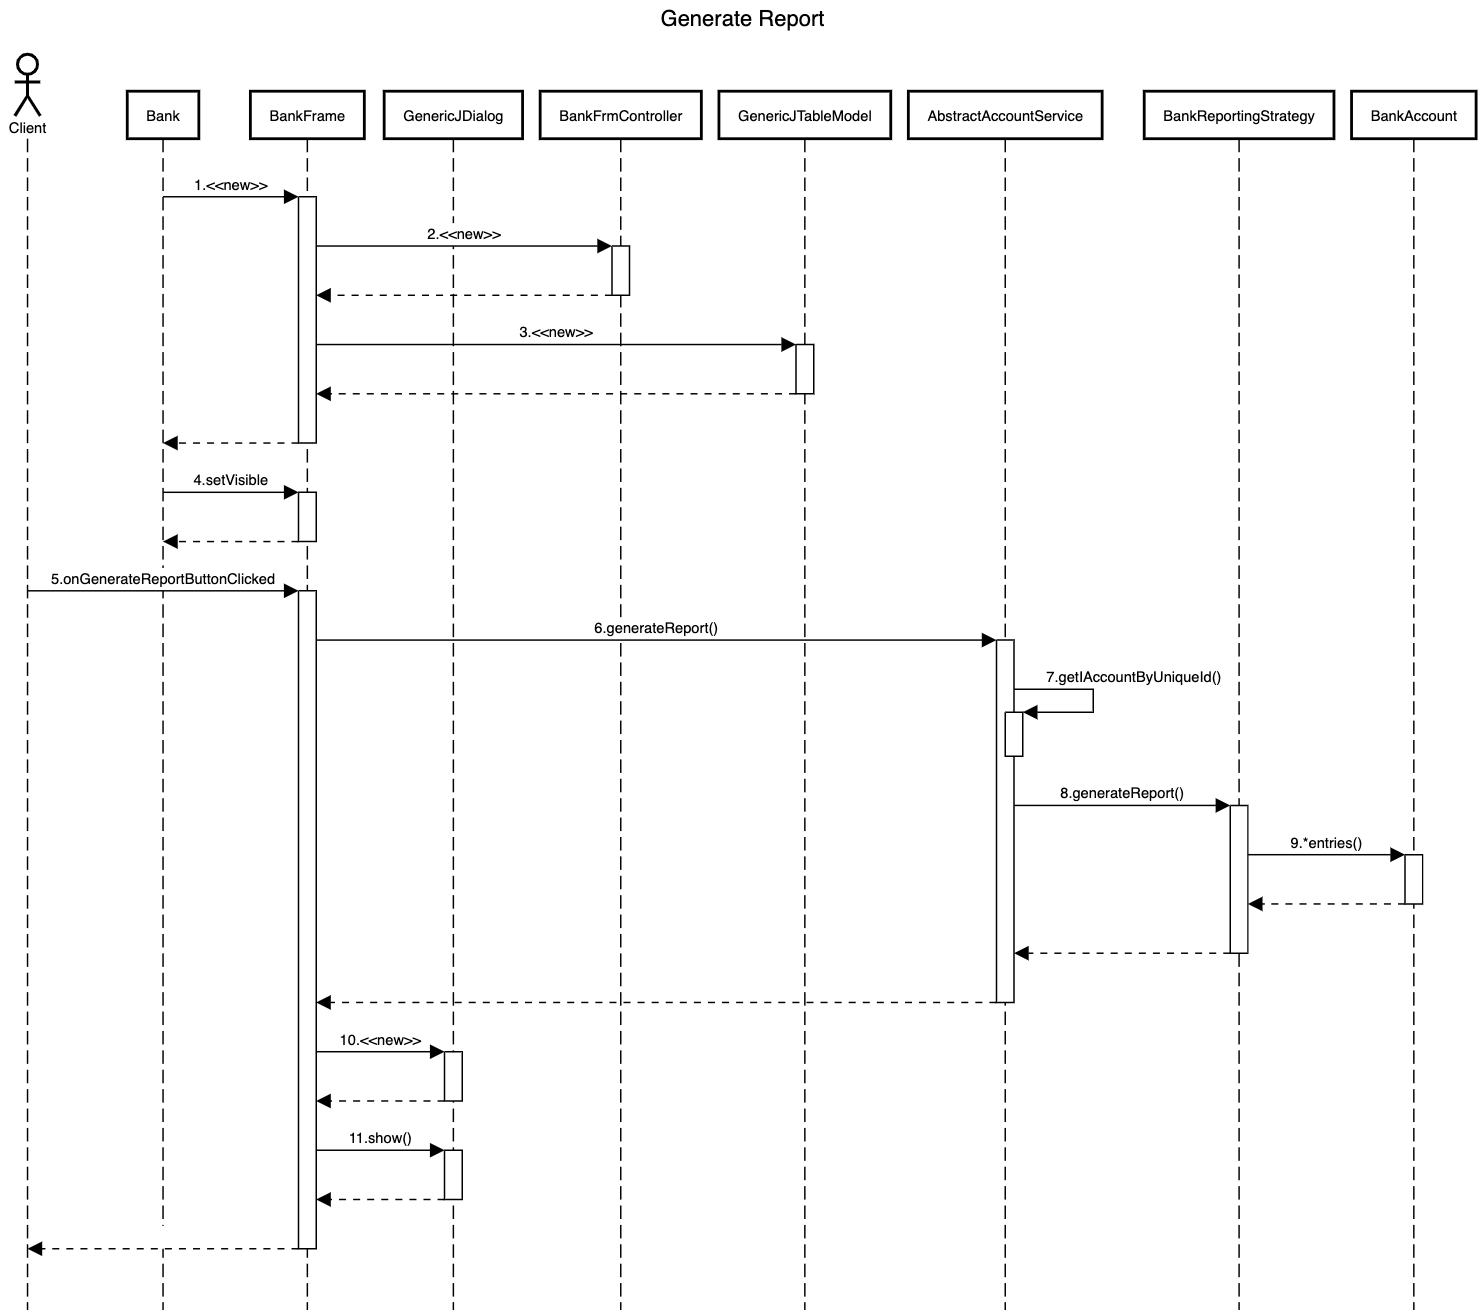 Generate Report
Client
Bank
BankFrame
GenericJDialog
BankFrmController
GenericJTableModel
AbstractAccountService
BankReportingStrategy
BankAccount
1.<<new>>
2.<<new>>
3.<<new>>
4.setVisible
5.onGenerateReportButtonClicked
6.generateReport()
7.getIAccountByUniqueId()
8.generateReport()
9.*entries()
10.<<new>>
11.show()